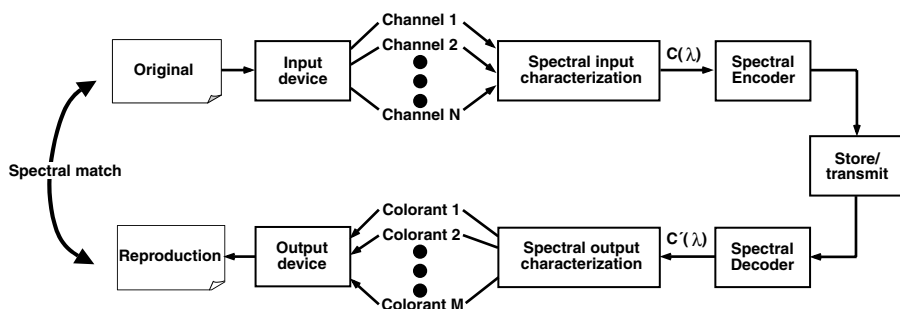 Original
Input
device
Channel 1
Channel 2
Channel N
Spectral input
characterization
C(λ)
Spectral
Encoder
Store/
transmit
Spectral match
Reproduction
Output
device
Colorant 1
Colorant 2
Colorant M
Spectral output
characterization
C´(λ)
Spectral
Decoder